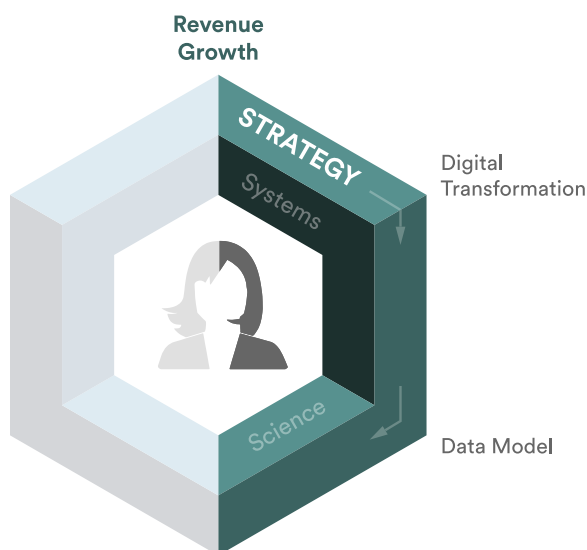 Revenue
Growth
STRATEGY
Systems
Digital
Transformation
Science
Data Model